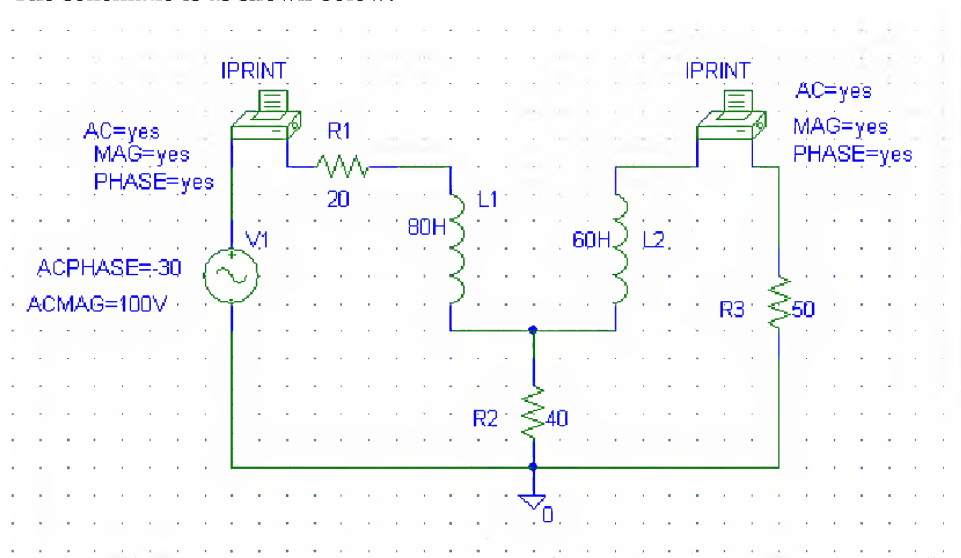 IPRINT
IPRINT
AC=yes
MAG=yes
PHASE=yes
R1
20
AC=yes
MAG=yes
PHASE=yes
L1
80H
60H
L2
V1
ACPHASE=-30
ACMAG=100V
R3
50
R2
40
0